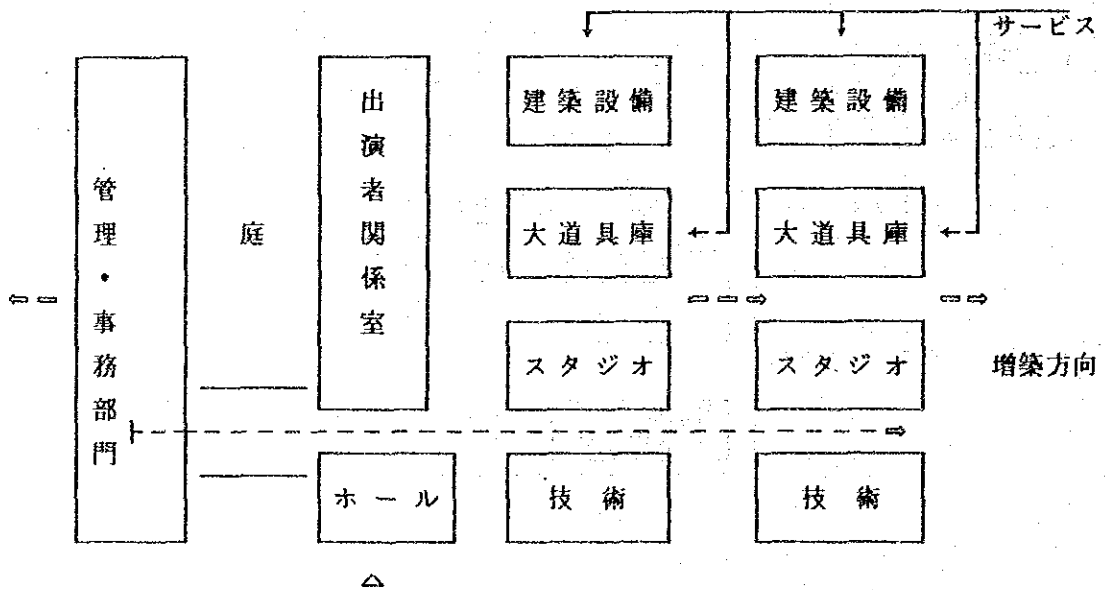 サービス
管理・事務部門
庭
出演者関係室
建築設備
建築設備
大道具庫
大道具庫
スタジオ
スタジオ
増築方向
ホール
技術
技術